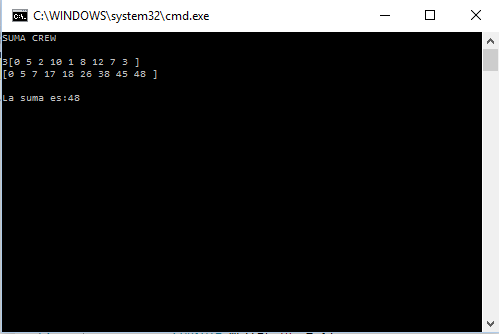 C:\WINDOWS\system32\cmd.exe
SUMA CREW
3[0 5 2 10 1 8 12 7 3 ]
[0 5 7 17 18 26 38 45 48 ]
La suma es:48